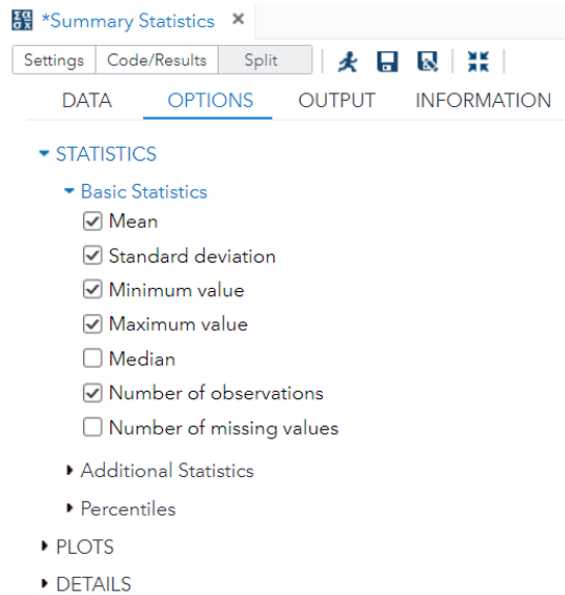 *Summary Statistics ×
Settings Code/Results Split
DATA OPTIONS OUTPUT INFORMATION
STATISTICS
Basic Statistics
Mean
Standard deviation
Minimum value
Maximum value
Median
Number of observations
Number of missing values
Additional Statistics
Percentiles
PLOTS
DETAILS